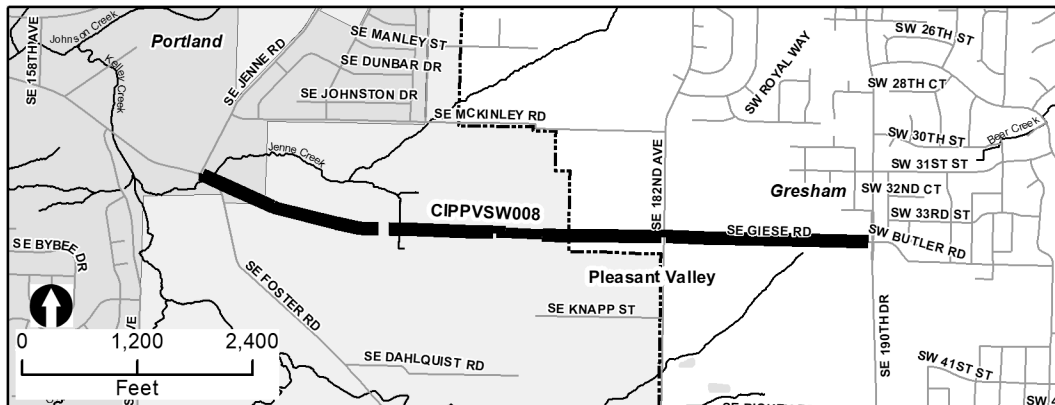 Johnson Creek
Portland
SE 158TH AVE
Kelley Creek
SE JENNE RD
SE MANLEY ST
SE DUNBAR DR
SE JOHNSTON DR
SE MCKINLEY RD
SW ROYAL WAY
SW 26TH ST
SW 28TH CT
SW 30TH ST
Bear Creek
SW 31ST ST
Jenne Creek
SE 182ND AVE
Gresham
SW 32ND CT
SW 33RD ST
CIPPVSW008
SE GIESE RD
SW BUTLER RD
SE BYBEE DR
SE FOSTER RD
Pleasant Valley
SE KNAPP ST
SE 190TH DR
0 1,200 2,400
Feet
SE DAHLQUIST RD
SW 41ST ST